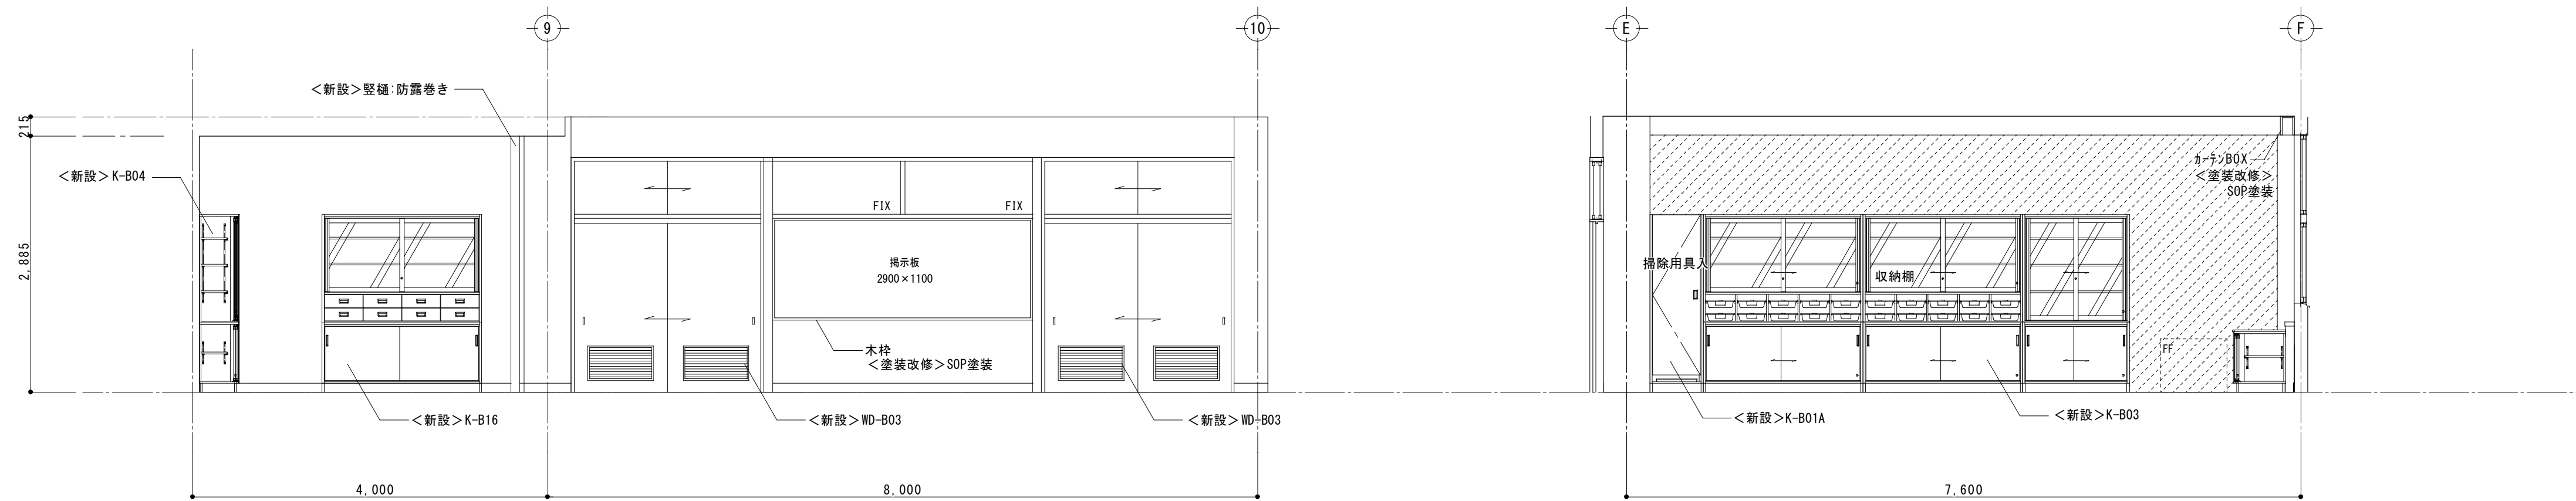 9
10
E
F
<新設>竪樋:防露巻き
215
2,885
<新設>K-B04
FIX
FIX
掲示板
2900×1100
木枠
<塗装改修>SOP塗装
<新設>K-B16
<新設>WD-B03
<新設>WD-B03
4,000
8,000
カーテンBOX
<塗装改修>
SOP塗装
掃除用具入
収納棚
FF
<新設>K-B01A
<新設>K-B03
7,600